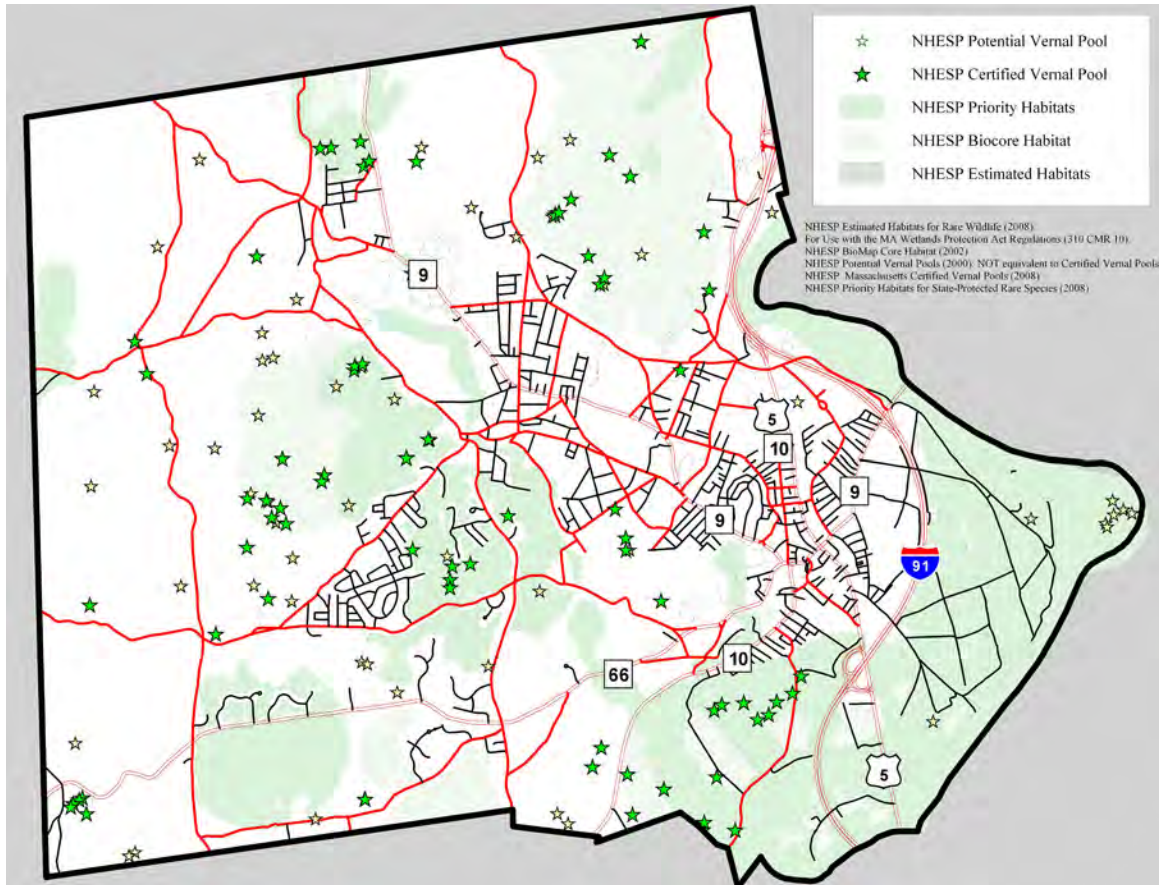 NHESP Potential Vernal Pool
NHESP Certified Vernal Pool
NHESP Priority Habitats
NHESP Biocore Habitat
NHESP Estimated Habitats
NHESP Estimated Habitats for Rare Wildlife (2008)
For Use with the MA Wetlands Protection Act Regulations (310 CMR 10).
NHESP BioMap Core Habitat (2002)
NHESP Potential Vernal Pools (2000) NOT equivalent to Certified Vernal Pools
NHESP Massachusetts Certified Vernal Pools (2008)
NHESP Priority Habitats for State-Protected Rare Species (2008)
9
5
10
9
9
91
10
66
5